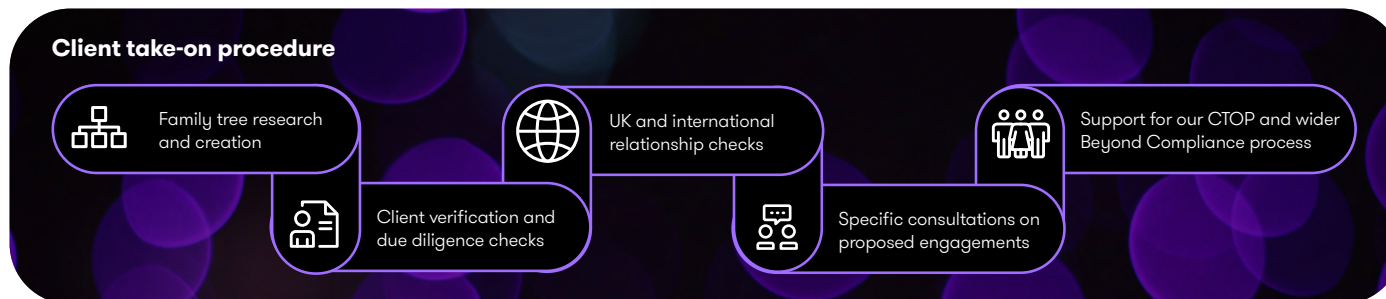 Client take-on procedure
Family tree research
and creation
Client verification and
due diligence checks
UK and international
relationship checks
Specific consultations on
proposed engagements
Support for our CTOP and wider
Beyond Compliance process